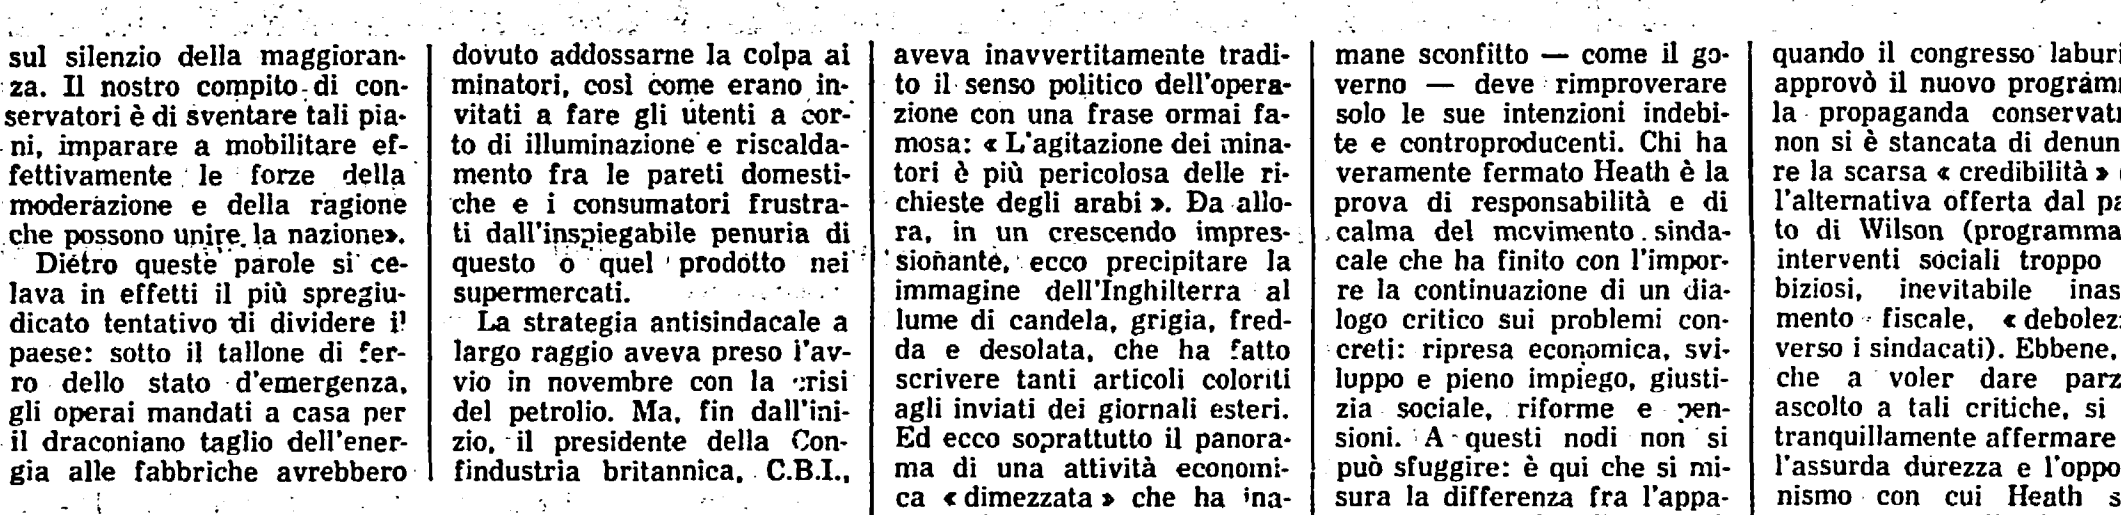 sul silenzio della maggioran-
za. Il nostro compito di con-
servatori è di sventare tali pia-
ni, imparare a mobilitare ef-
fettivamente le forze della
moderazione e della ragione
che possono unire la nazione».
Dietro queste parole si ce-
lava in effetti il più spregiu-
dicato tentativo di dividere il
paese: sotto il tallone di fer-
ro dello stato d'emergenza,
gli operai mandati a casa per
il draconiano taglio dell'ener-
gia alle fabbriche avrebbero
dovuto addossarne la colpa ai
minatori, così come erano in-
vitati a fare gli utenti a cor-
to di illuminazione e riscalda-
mento fra le pareti domesti-
che e i consumatori frustra-
ti dall'inspiegabile penuria di
questo o quel prodotto nei
supermercati.
La strategia antisindacale a
largo raggio aveva preso l'av-
vio in novembre con la crisi
del petrolio. Ma, fin dall'ini-
zio, il presidente della Con-
findustria britannica, C.B.I.,
aveva inavvertitamente tradi-
to il senso politico dell'opera-
zione con una frase ormai fa-
mosa: « L'agitazione dei mina-
tori è più pericolosa delle ri-
chieste degli arabi ». Da allo-
ra, in un crescendo impres-
sionante, ecco precipitare la
immagine dell'Inghilterra al
lume di candela, grigia, fred-
da e desolata, che ha fatto
scrivere tanti articoli coloriti
agli inviati dei giornali esteri.
Ed ecco soprattutto il panora-
ma di una attività economi-
ca « dimezzata » che ha ina-
mane sconfitto — come il go-
verno — deve rimproverare
solo le sue intenzioni indebi-
te e controproducenti. Chi ha
veramente fermato Heath è la
prova di responsabilità e di
calma del movimento sinda-
cale che ha finito con l'impor-
re la continuazione di un dia-
logo critico sui problemi con-
creti: ripresa economica, svi-
luppo e pieno impiego, giusti-
zia sociale, riforme e pen-
sioni. A questi nodi non si
può sfuggire: è qui che si mi-
sura la differenza fra l'appa-
quando il congresso laburi
approvò il nuovo programm
la propaganda conservat
non si è stancata di denun
re la scarsa « credibilità »
l'alternativa offerta dal pa
to di Wilson (programma
interventi sociali troppo
biziosi, inevitabile inas
mento fiscale, « debolez
verso i sindacati). Ebbene,
che a voler dare parz
ascolto a tali critiche, si
tranquillamente affermare
l'assurda durezza e l'oppo
nismo con cui Heath s